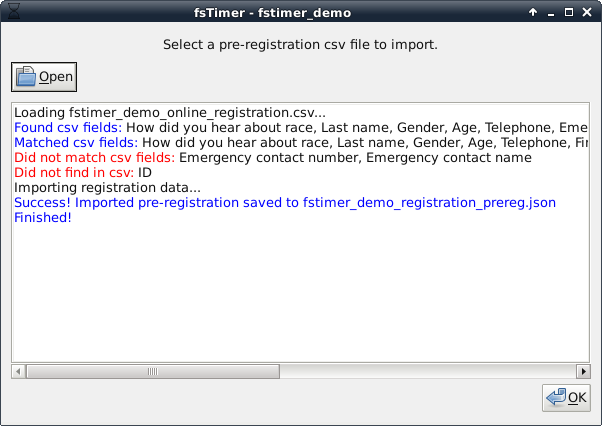 fsTimer - fstimer_demo
Select a pre-registration csv file to import.
Open
Loading fstimer_demo_online_registration.csv...
Found csv fields: How did you hear about race, Last name, Gender, Age, Telephone, Eme
Matched csv fields: How did you hear about race, Last name, Gender, Age, Telephone, Fi
Did not match csv fields: Emergency contact number, Emergency contact name
Did not find in csv: ID
Importing registration data...
Success! Imported pre-registration saved to fstimer_demo_registration_prereg.json
Finished!
OK